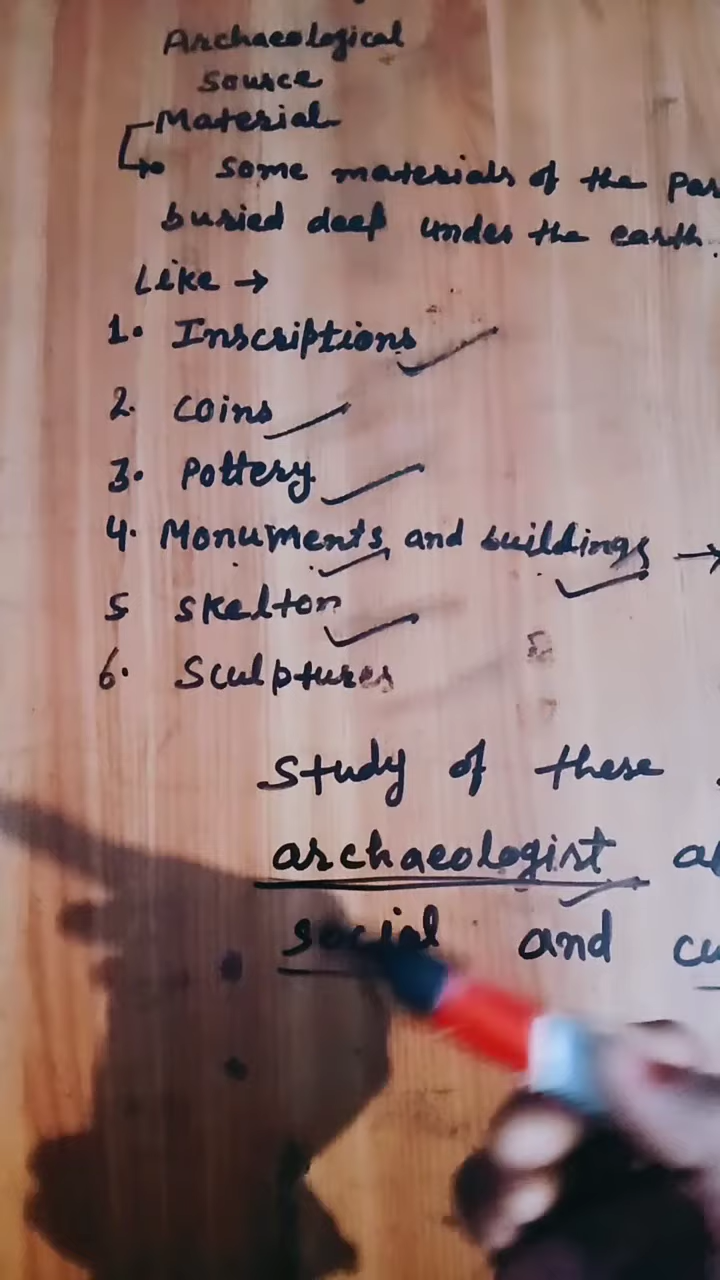 Archaeological
Source
Material
some materials of the
buried deep under the earth.
Like →
1. Inscriptions
2. coins
3. Pottery
4. Monuments and buildings →
5 skelton
6. Sculptures
Study of these
archaeologist
social and